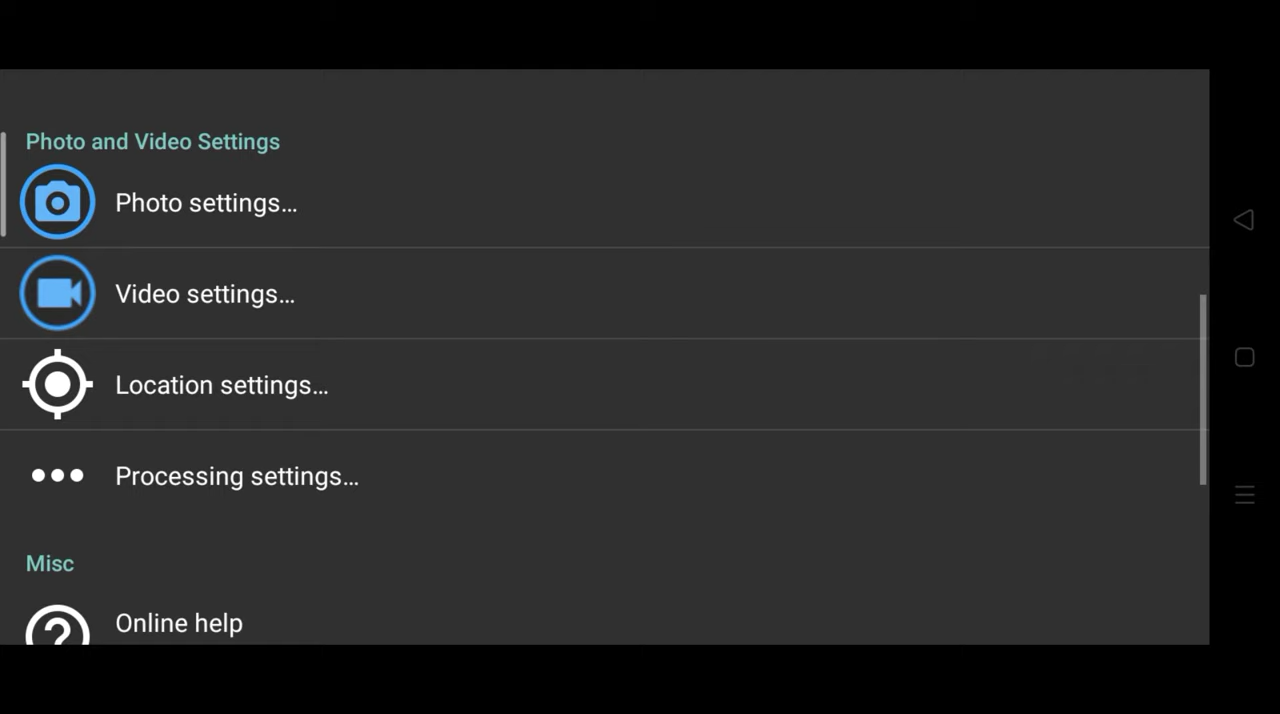 Photo and Video Settings
Photo settings...
Video settings...
Location settings...
Processing settings...
Misc
Online help